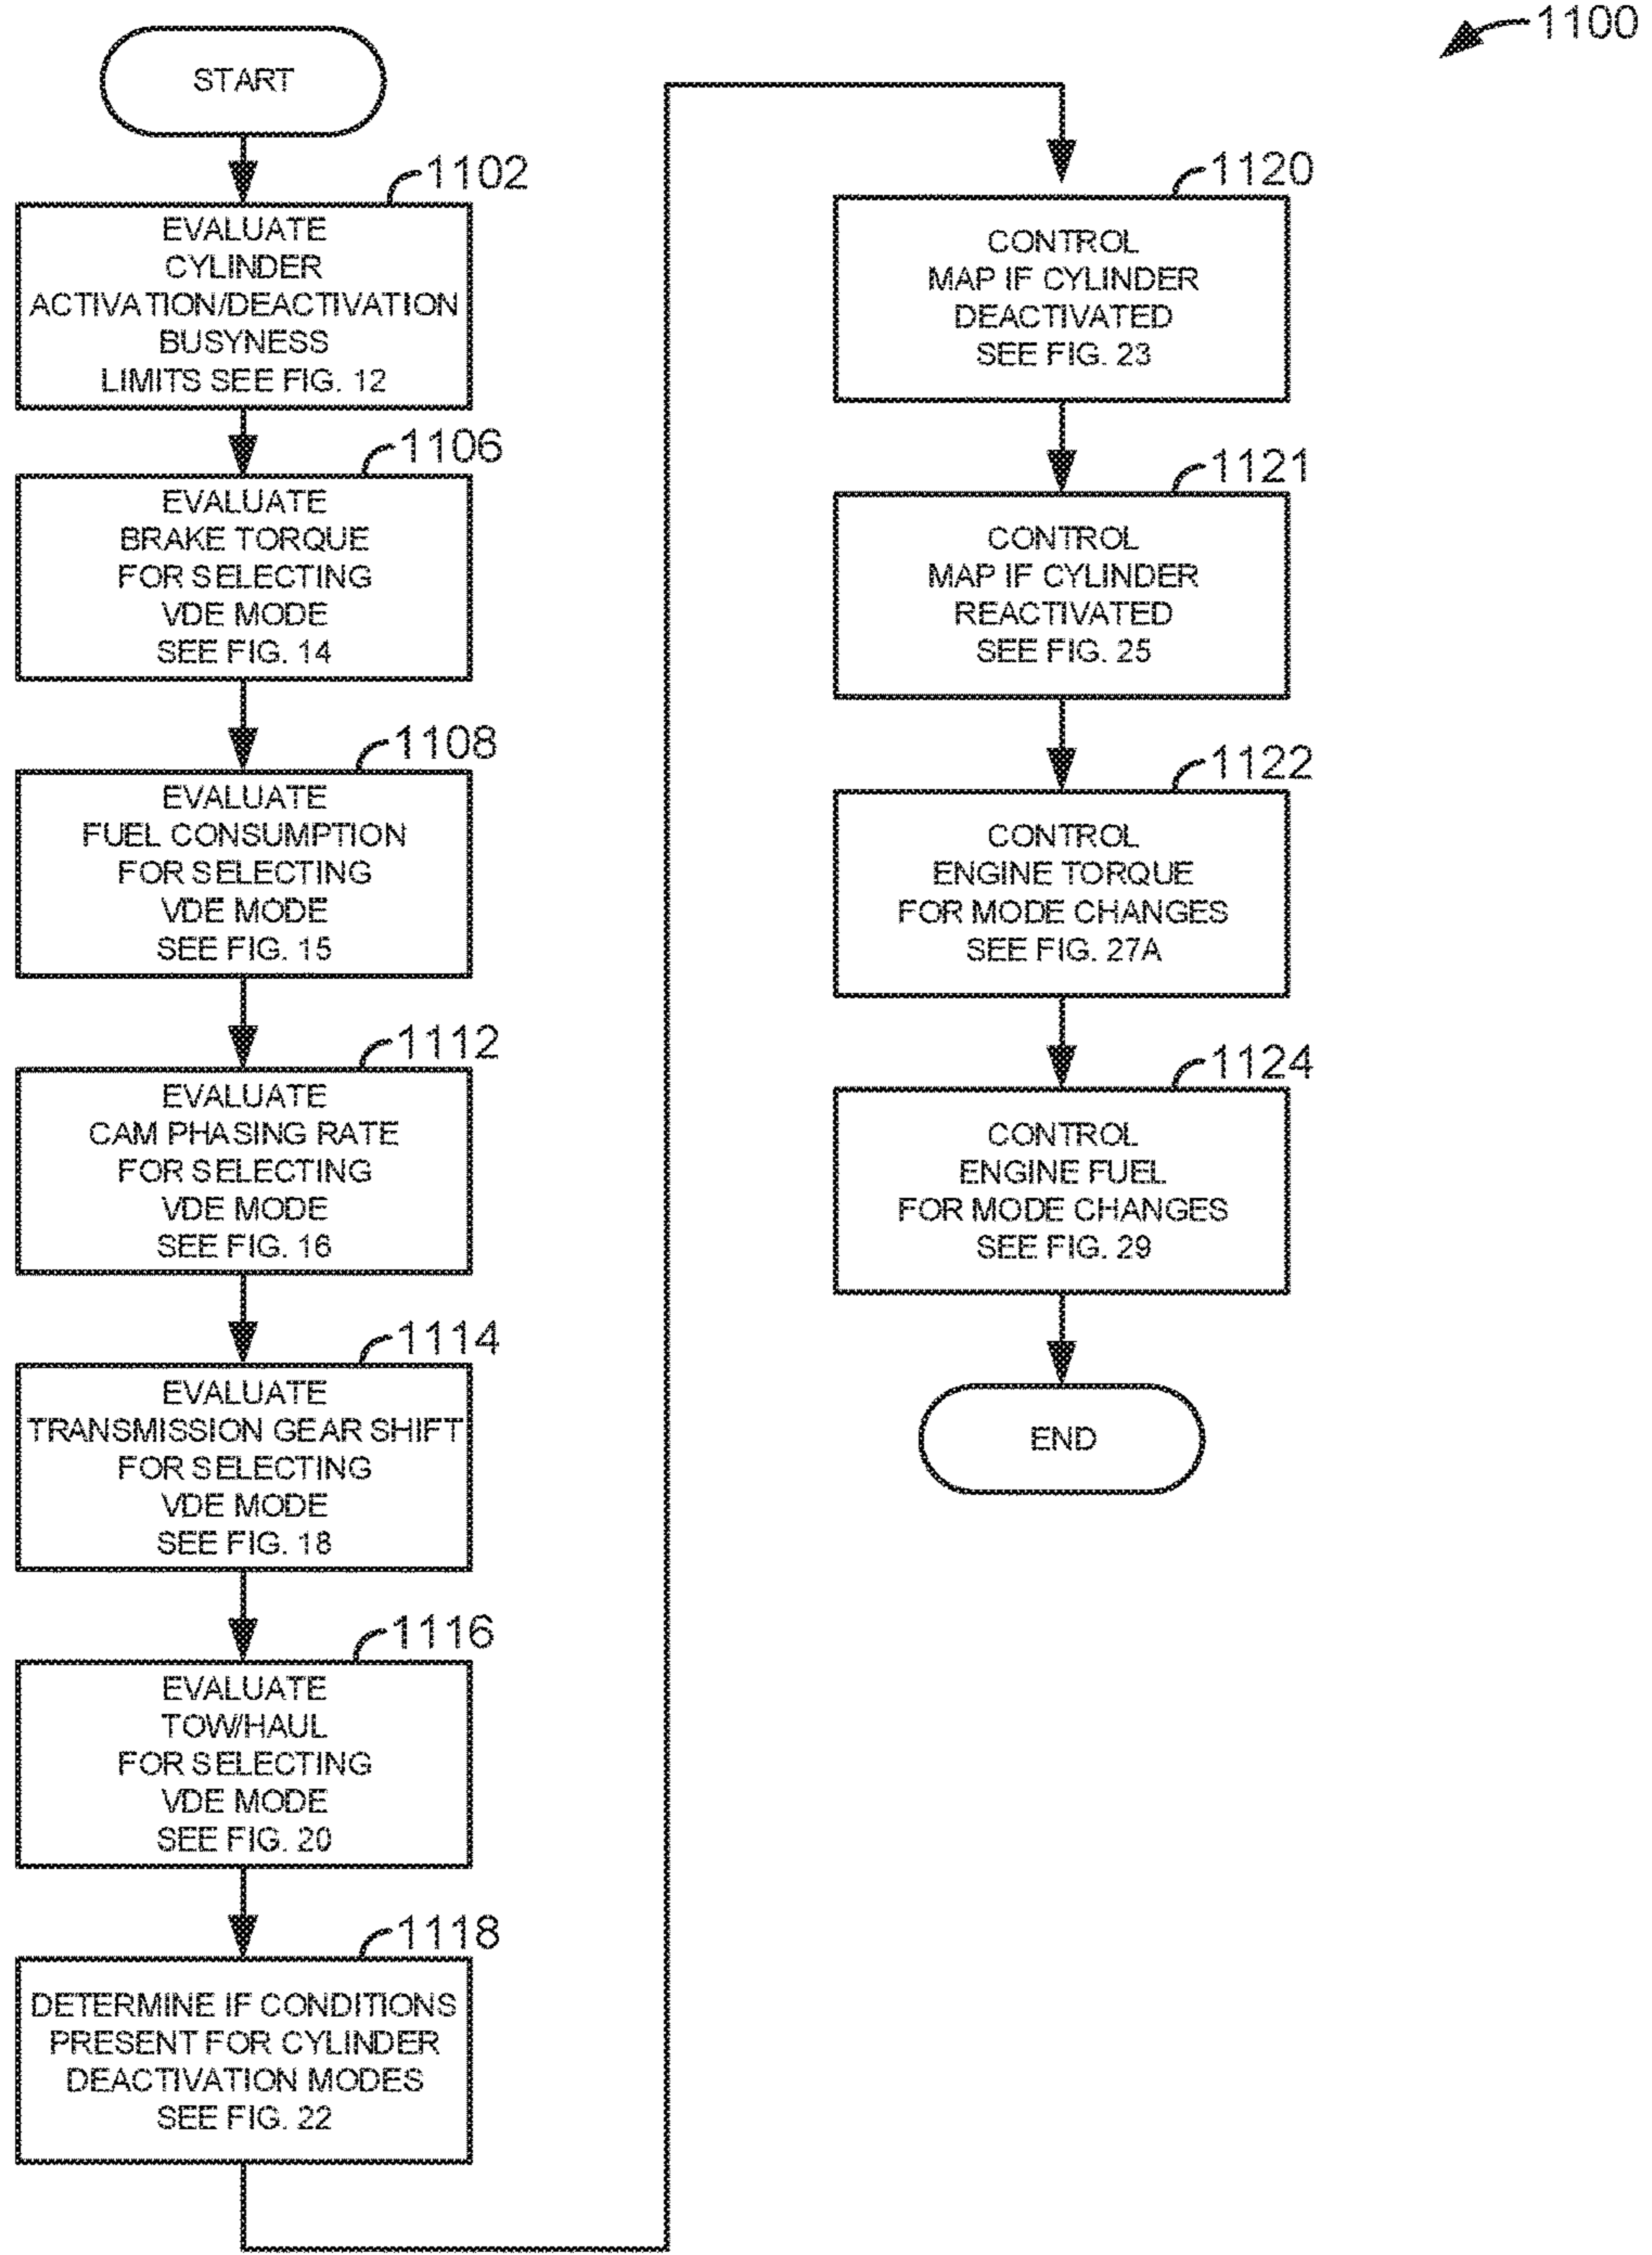 1100
START
1102
EVALUATE
CYLINDER
ACTIVATION/DEACTIVATION
BUSYNESS
LIMITS SEE FIG. 12
1106
EVALUATE
BRAKE TORQUE
FOR SELECTING
VDE MODE
SEE FIG. 14
1108
EVALUATE
FUEL CONSUMPTION
FOR SELECTING
VDE MODE
SEE FIG. 15
1112
EVALUATE
CAM PHASING RATE
FOR SELECTING
VDE MODE
SEE FIG. 16
1114
EVALUATE
TRANSMISSION GEAR SHIFT
FOR SELECTING
VDE MODE
SEE FIG. 18
1116
EVALUATE
TOW/HAUL
FOR SELECTING
VDE MODE
SEE FIG. 20
1118
DETERMINE IF CONDITIONS
PRESENT FOR CYLINDER
DEACTIVATION MODES
SEE FIG. 22
1120
CONTROL
MAP IF CYLINDER
DEACTIVATED
SEE FIG. 23
1121
CONTROL
MAP IF CYLINDER
REACTIVATED
SEE FIG. 25
1122
CONTROL
ENGINE TORQUE
FOR MODE CHANGES
SEE FIG. 27A
1124
CONTROL
ENGINE FUEL
FOR MODE CHANGES
SEE FIG. 29
END